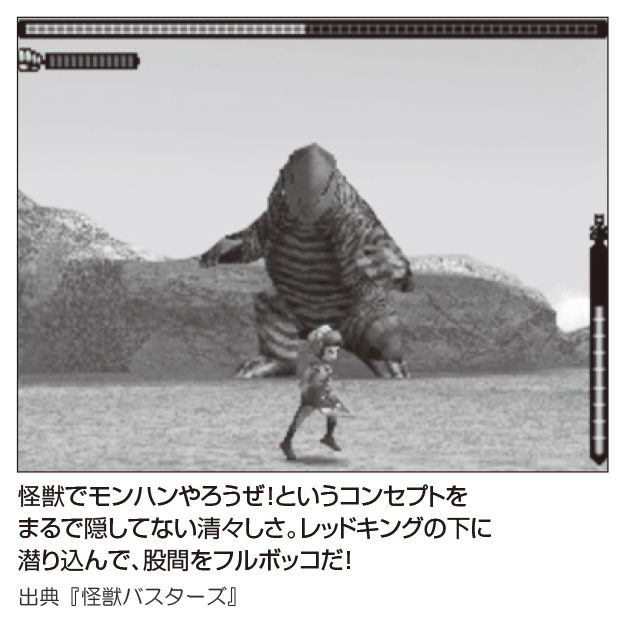 怪獣でモンハンやろうぜ!というコンセプトを
まるで隠してない清々しさ。レッドキングの下に
潜り込んで、股間をフルボッコだ!
出典『怪獣バスターズ』